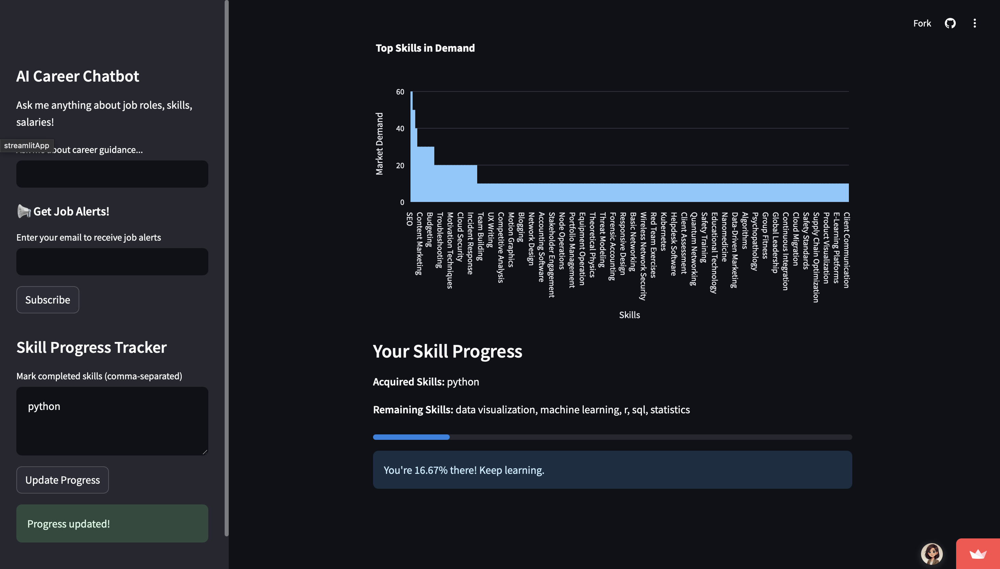 Fork
AI Career Chatbot
Ask me anything about job roles, skills,
salaries!
streamlitApp
bout career guidance...
📢 Get Job Alerts!
Enter your email to receive job alerts
Subscribe
Skill Progress Tracker
Mark completed skills (comma-separated)
python
Update Progress
Progress updated!
Top Skills in Demand
Market Demand
60
40
20
0
SEO
Content Marketing
Budgeting
Troubleshooting
Motivation Techniques
Cloud Security
Incident Response
Team Building
UX Writing
Competitive Analysis
Motion Graphics
Blogging
Network Design
Accounting Software
Stakeholder Engagement
Node Operations
Portfolio Management
Equipment Operation
Theoretical Physics
Threat Modeling
Forensic Accounting
Responsive Design
Basic Networking
Wireless Network Security
Red Team Exercises
Kubernetes
Helpdesk Software
Client Assessment
Quantum Networking
Safety Training
Educational Technology
Nanomedicine
Data-Driven Marketing
Algorithms
Psychopathology
Group Fitness
Global Leadership
Continuous Integration
Cloud Migration
Safety Standards
Supply Chain Optimization
Product Visualization
E-Learning Platforms
Client Communication
Skills
Your Skill Progress
Acquired Skills: python
Remaining Skills: data visualization, machine learning, r, sql, statistics
You're 16.67% there! Keep learning.